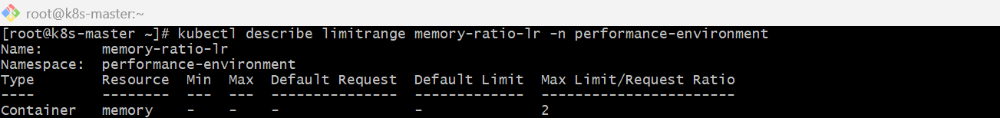 root@k8s-master:~
[root@k8s-master ~]# kubectl describe limitrange memory-ratio-lr -n performance-environment
Name:       memory-ratio-lr
Namespace:  performance-environment
Type        Resource  Min  Max  Default Request  Default Limit  Max Limit/Request Ratio
----        --------  ---  ---  ---------------  -------------  -----------------------
Container   memory    -    -    -                -              2